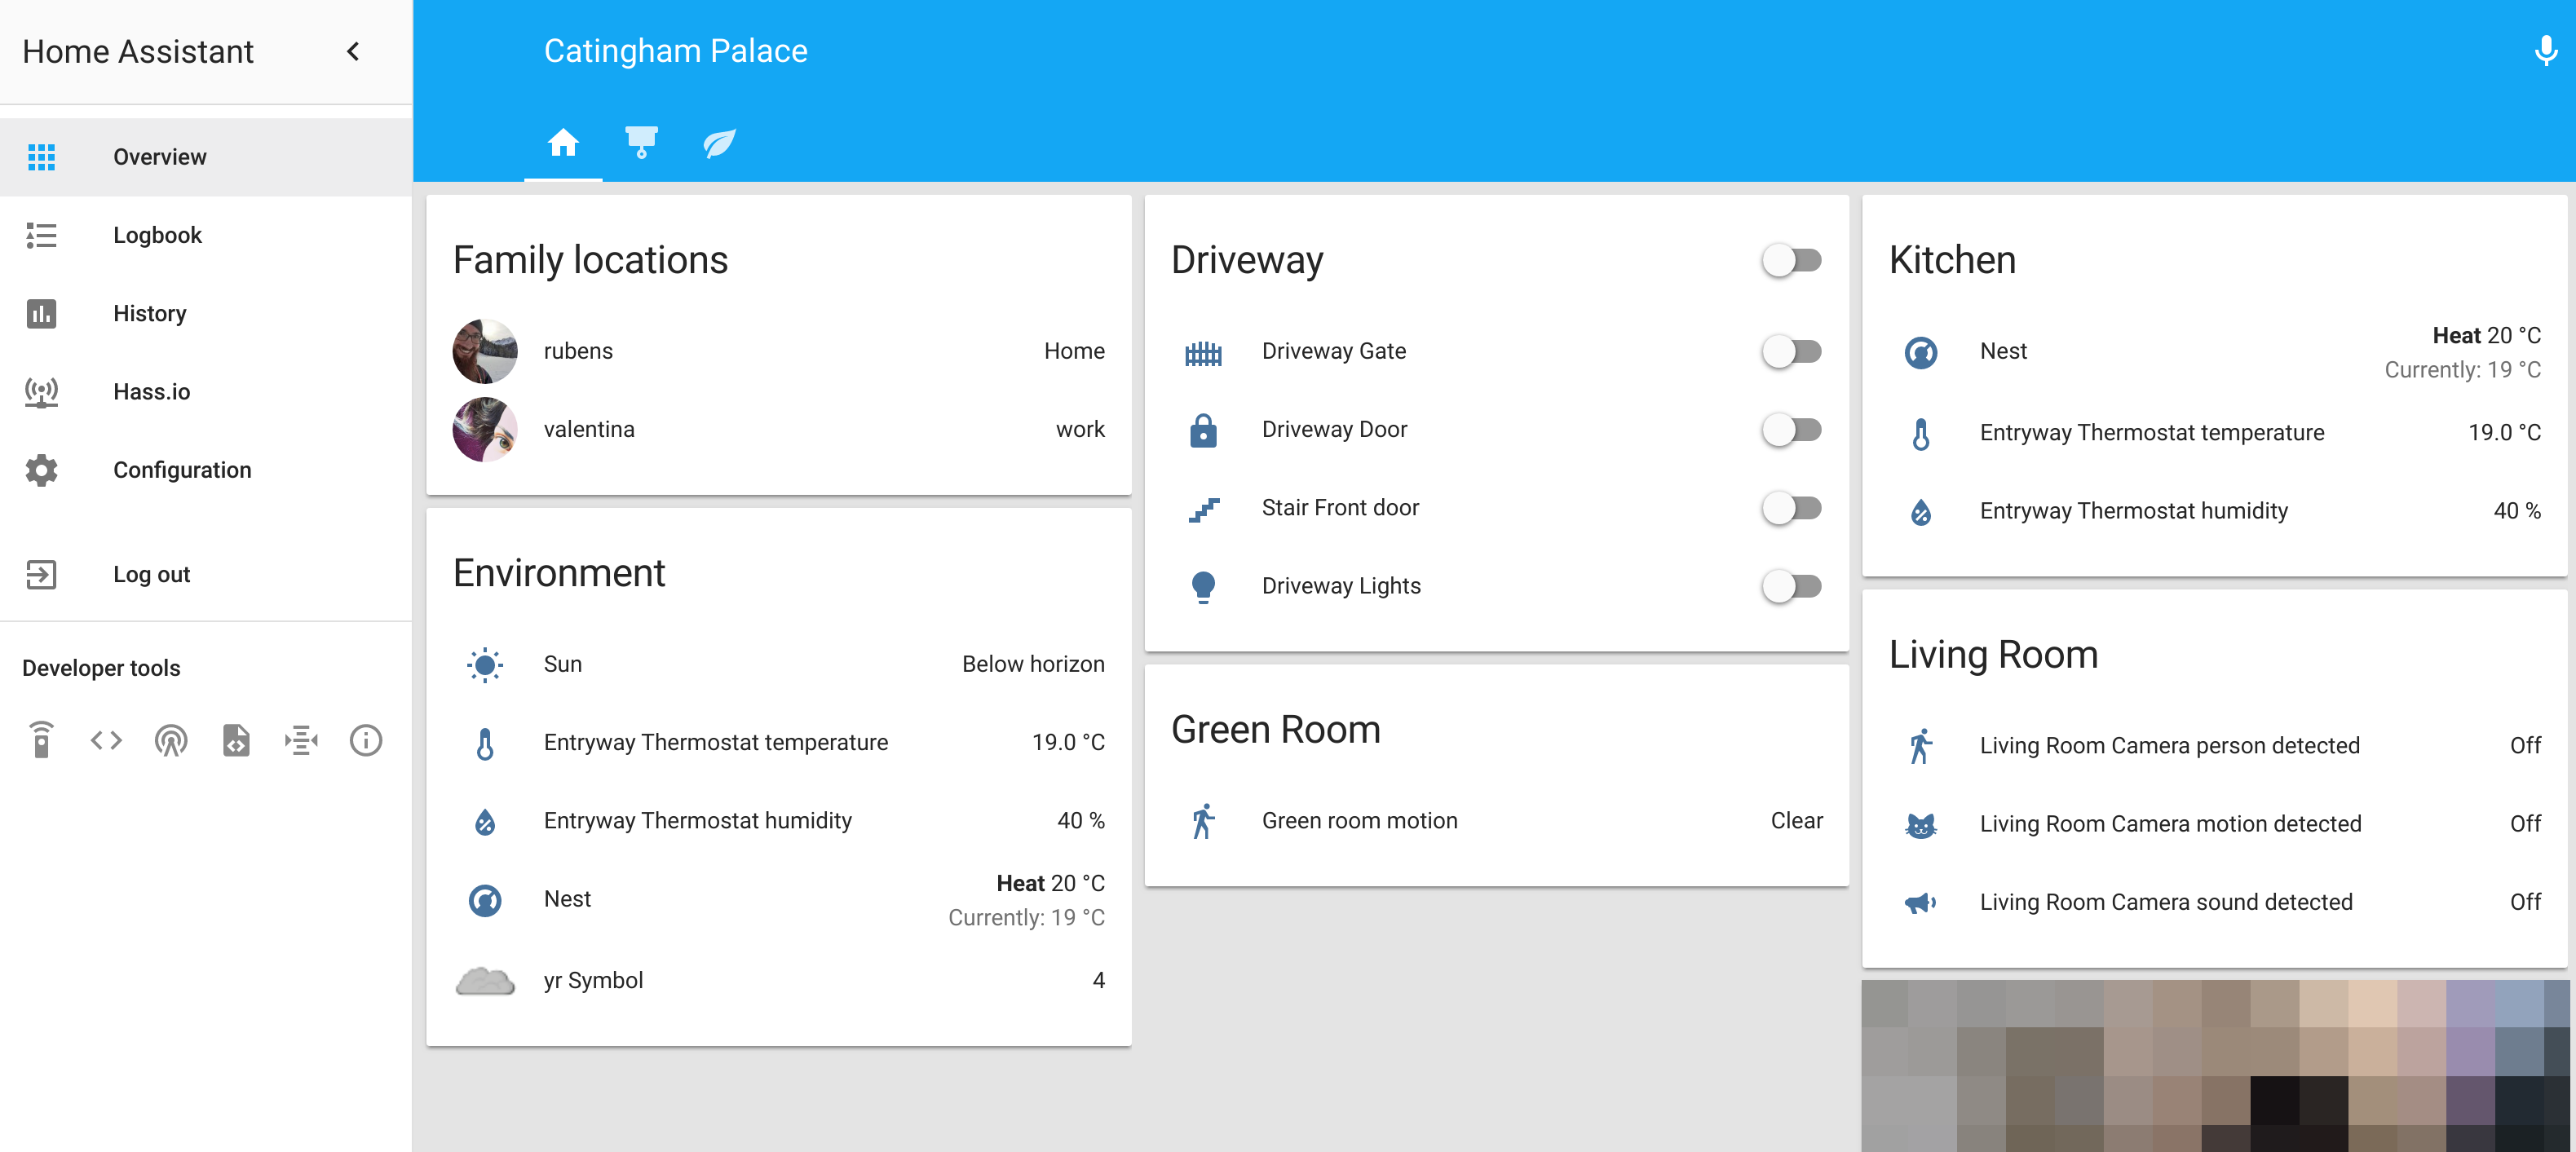 Home Assistant
Overview
Logbook
History
Hass.io
Configuration
Log out
Developer tools
Catingham Palace
Family locations
rubens Home
valentina work
Environment
Sun Below horizon
Entryway Thermostat temperature 19.0 °C
Entryway Thermostat humidity 40 %
Nest Heat 20 °C
Currently: 19 °C
yr Symbol 4
Driveway
Driveway Gate
Driveway Door
Stair Front door
Driveway Lights
Green Room
Green room motion Clear
Kitchen
Nest Heat 20 °C
Currently: 19 °C
Entryway Thermostat temperature 19.0 °C
Entryway Thermostat humidity 40 %
Living Room
Living Room Camera person detected Off
Living Room Camera motion detected Off
Living Room Camera sound detected Off